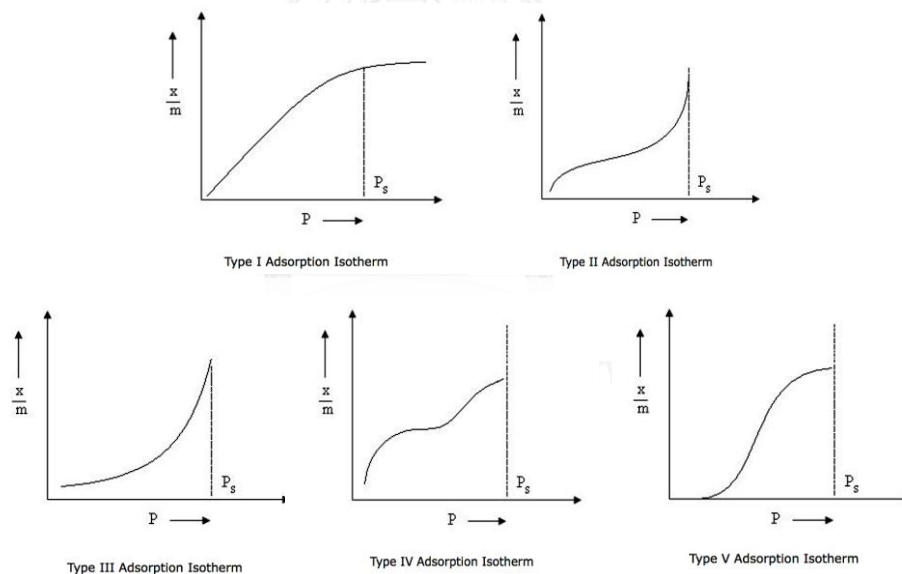 x
m
P
Ps
Type I Adsorption Isotherm
x
m
P
Ps
Type II Adsorption Isotherm
x
m
P
Ps
Type III Adsorption Isotherm
x
m
P
Ps
Type IV Adsorption Isotherm
x
m
P
Ps
Type V Adsorption Isotherm